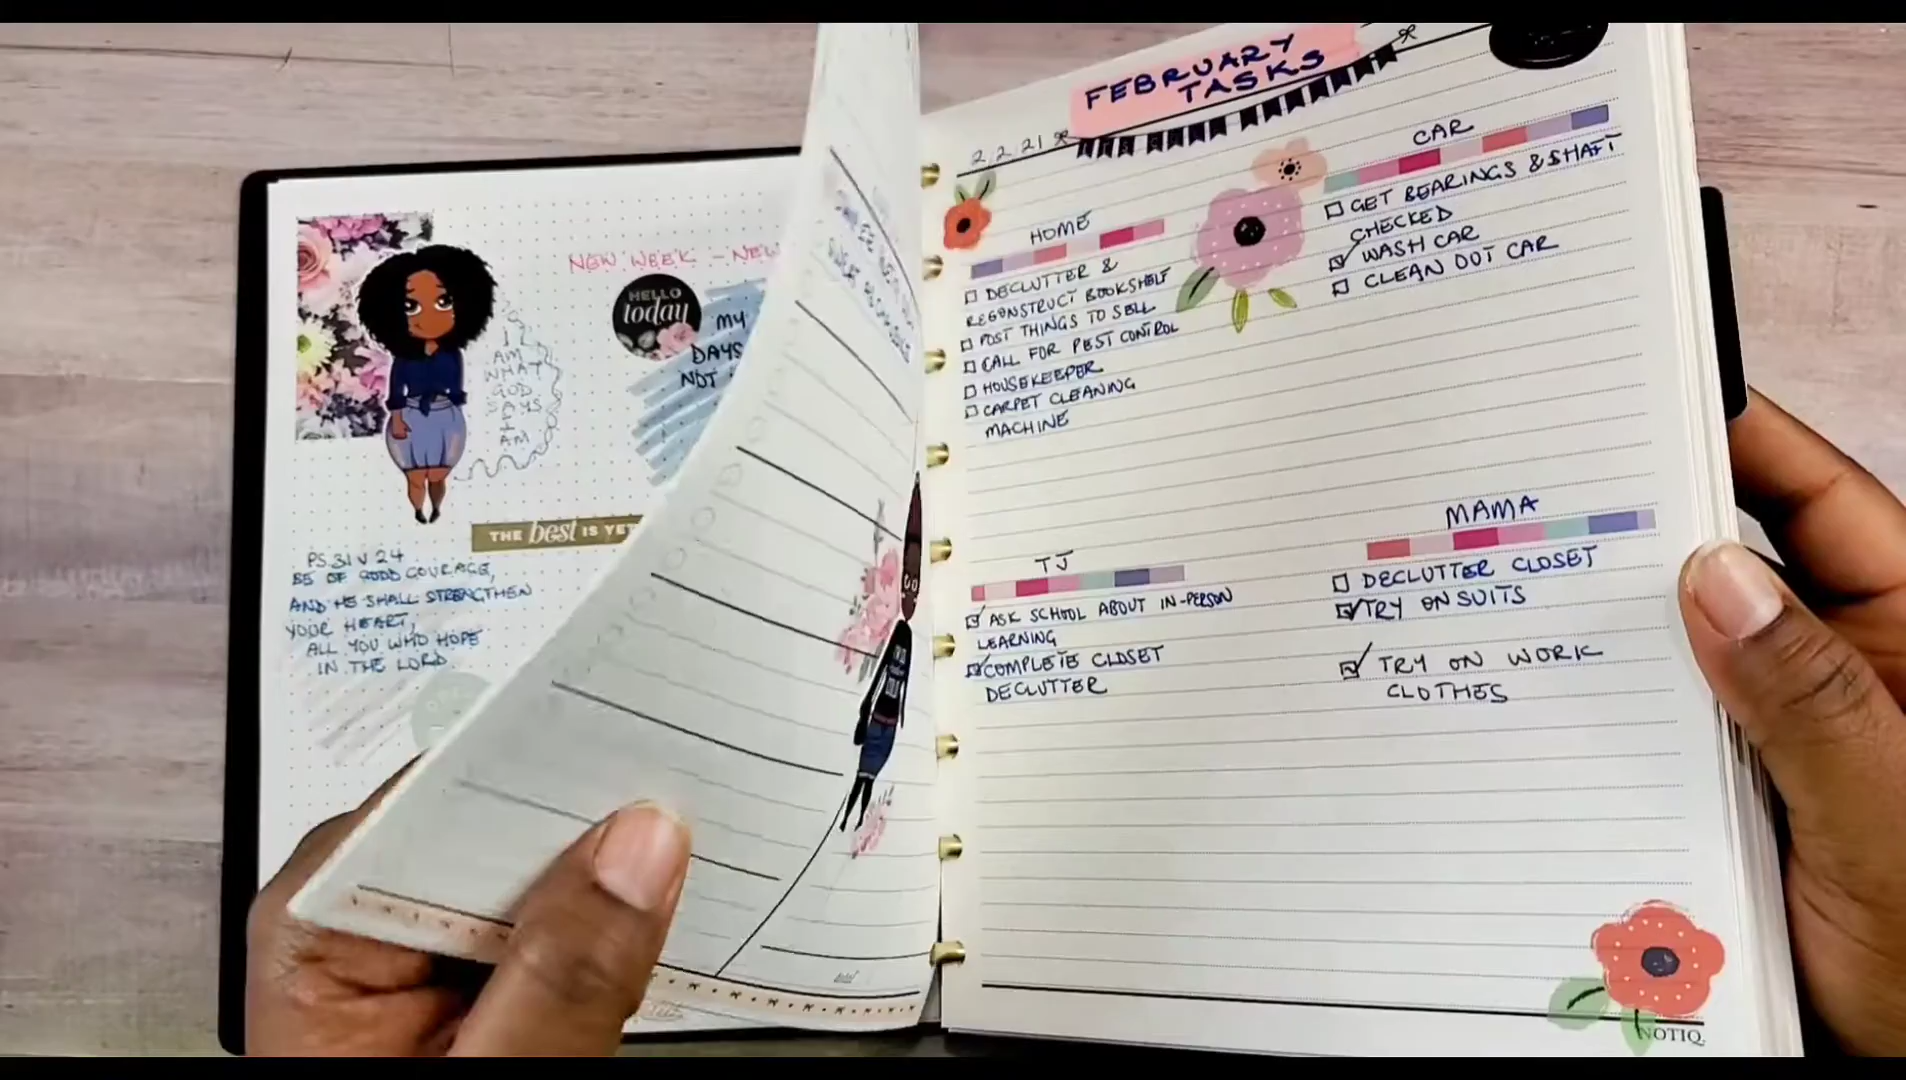 NEW WEEK - NEW
HELLO
today
MY
DAYS
NOT
I
AM
WHAT
GOD
SAYS
I
AM
THE best IS YET
PS 31 V 24
BE OF GOOD COURAGE,
AND HE SHALL STRENGTHEN
YOUR HEART,
ALL YOU WHO HOPE
IN THE LORD
FEBRUARY
TASKS
2 2 21
HOME
DECLUTTER &
RECONSTRUCT BOOKSHELF
POST THINGS TO SELL
CALL FOR PEST CONTROL
HOUSEKEEPER
CARPET CLEANING
MACHINE
CAR
GET BEARINGS & SHAFT
CHECKED
WASH CAR
CLEAN OUT CAR
TJ
ASK SCHOOL ABOUT IN-PERSON
LEARNING
COMPLETE CLOSET
DECLUTTER
MAMA
DECLUTTER CLOSET
TRY ON SUITS
TRY ON WORK
CLOTHES
NOTIQ